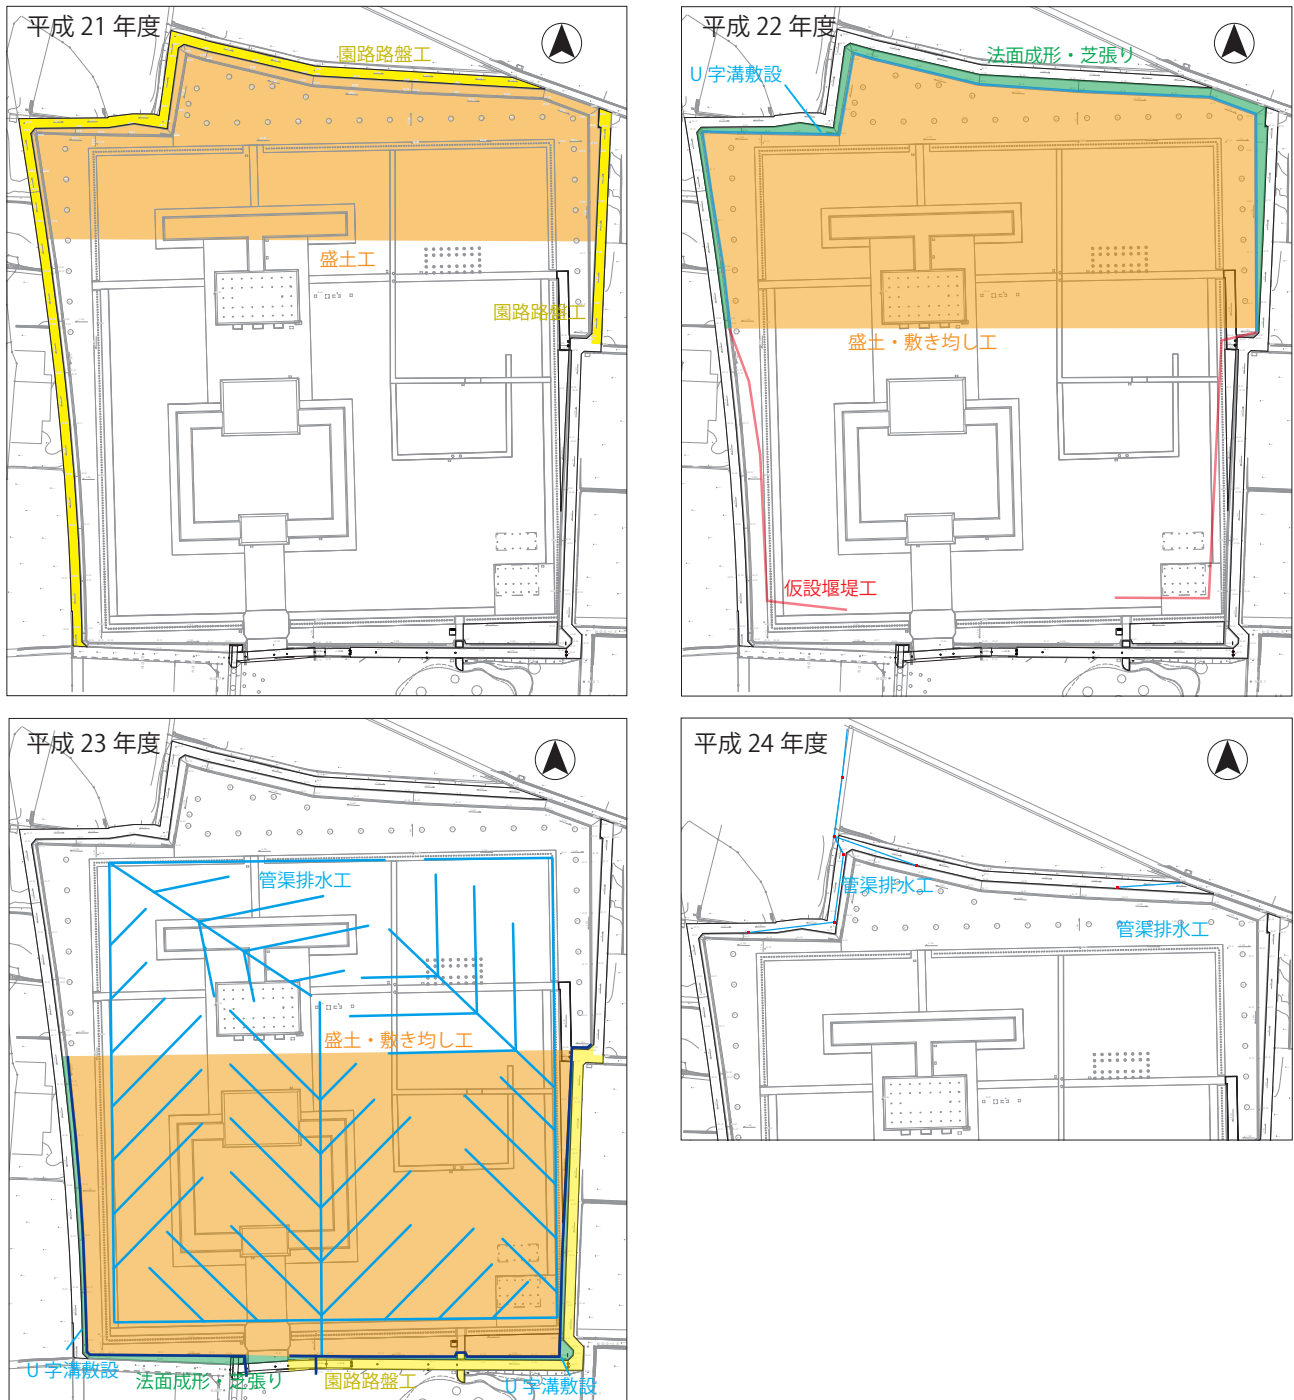 平成 21 年度
園路路盤工
盛土工
園路路盤工
平成 22 年度
法面成形・芝張り
U 字溝敷設
盛土・敷き均し工
仮設堰堤工
平成 23 年度
管渠排水工
盛土・敷き均し工
U 字溝敷設
法面成形・芝張り
園路路盤工
U 字溝敷設
平成 24 年度
管渠排水工
管渠排水工